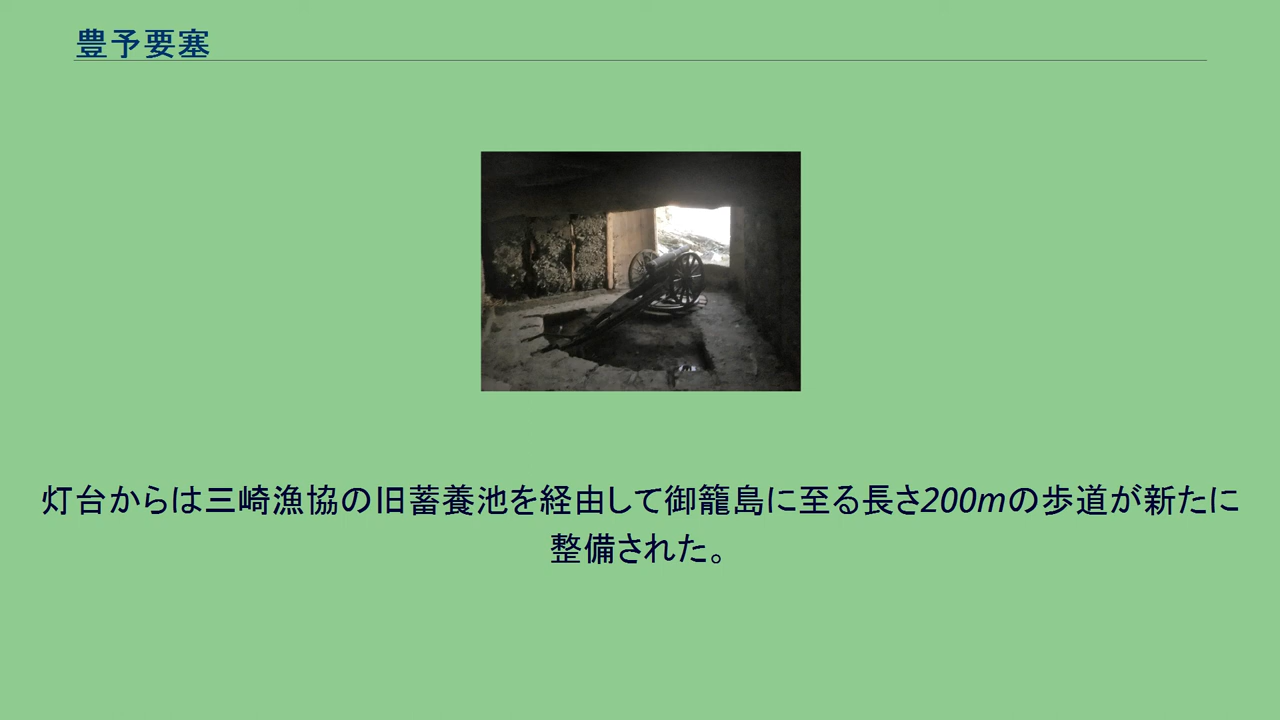 豊予要塞
灯台からは三崎漁協の旧蓄養池を経由して御籠島に至る長さ200mの歩道が新たに
整備された。